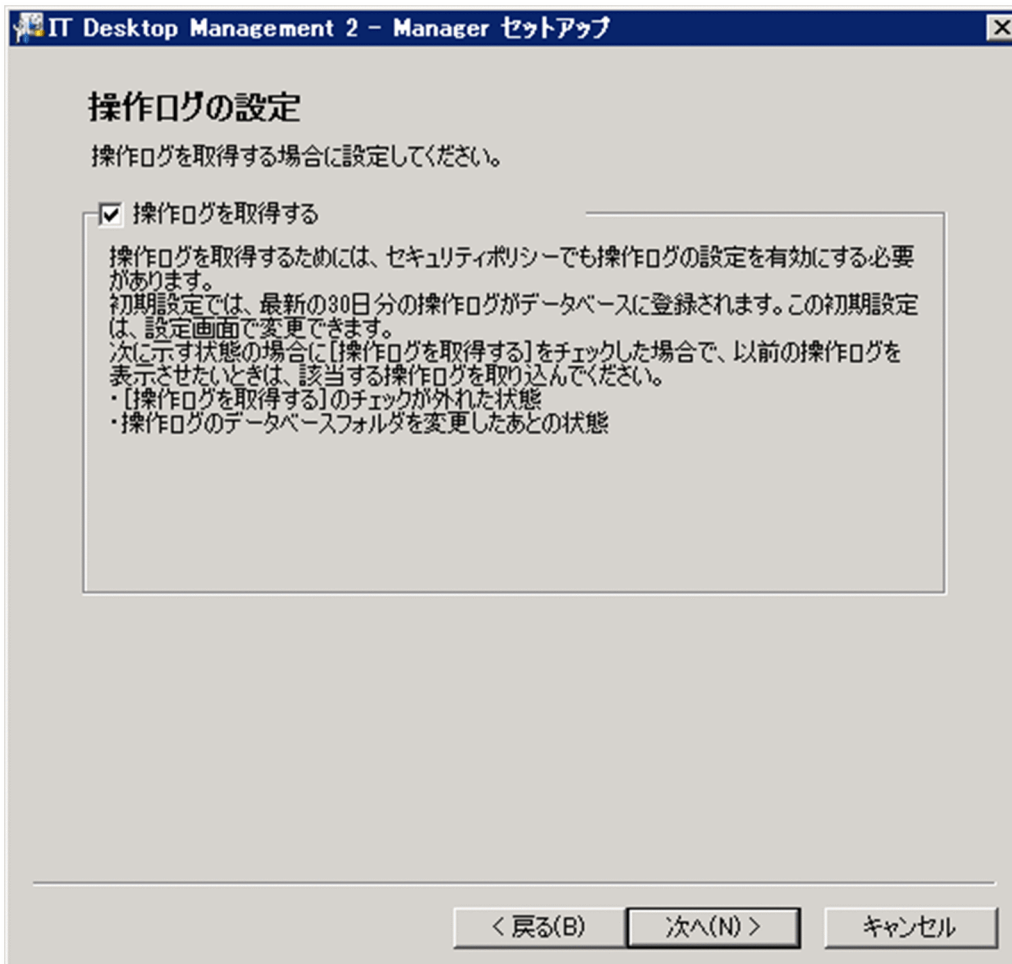 IT Desktop Management 2 - Manager セットアップ
操作ログの設定
操作ログを取得する場合に設定してください。
操作ログを取得する
操作ログを取得するためには、セキュリティポリシーでも操作ログの設定を有効にする必要
があります。
初期設定では、最新の30日分の操作ログがデータベースに登録されます。この初期設定
は、設定画面で変更できます。
次に示す状態の場合に[操作ログを取得する]をチェックした場合で、以前の操作ログを
表示させたいときは、該当する操作ログを取り込んでください。
・[操作ログを取得する]のチェックが外れた状態
・操作ログのデータベースフォルダを変更したあとの状態
< 戻る(B) 次へ(N) > キャンセル